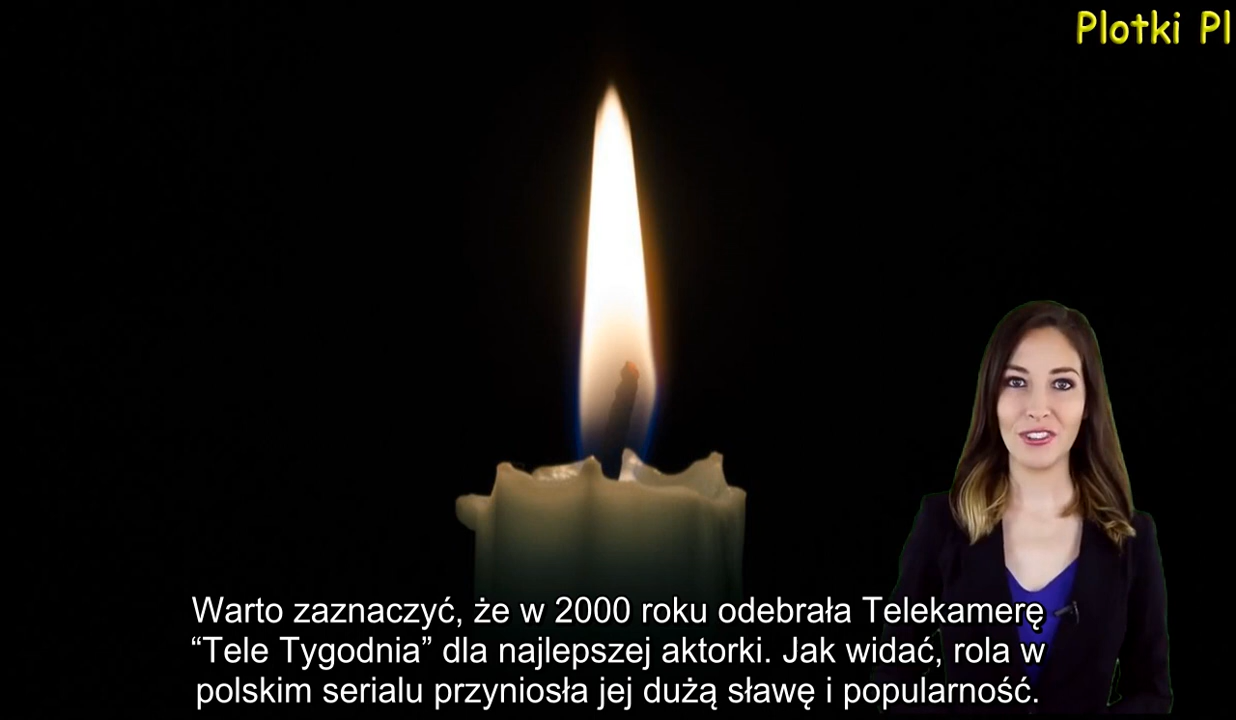 Plotki Pl
Warto zaznaczyć, że w 2000 roku odebrała Telekamerę
“Tele Tygodnia” dla najlepszej aktorki. Jak widać, rola w
polskim serialu przyniosła jej dużą sławę i popularność.